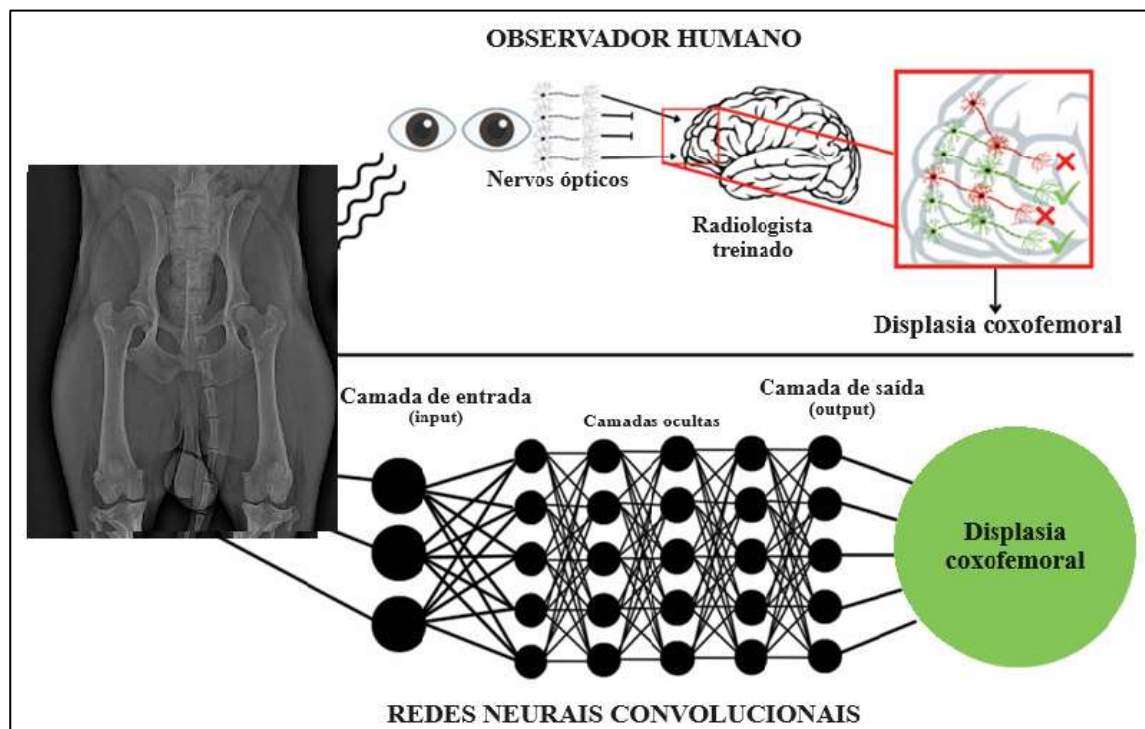 OBSERVADOR HUMANO
Nervos ópticos
Radiologista
treinado
Displasia coxofemoral
Camada de entrada
(input)
Camadas ocultas
Camada de saída
(output)
Displasia
coxofemoral
REDES NEURAIS CONVOLUCIONAIS